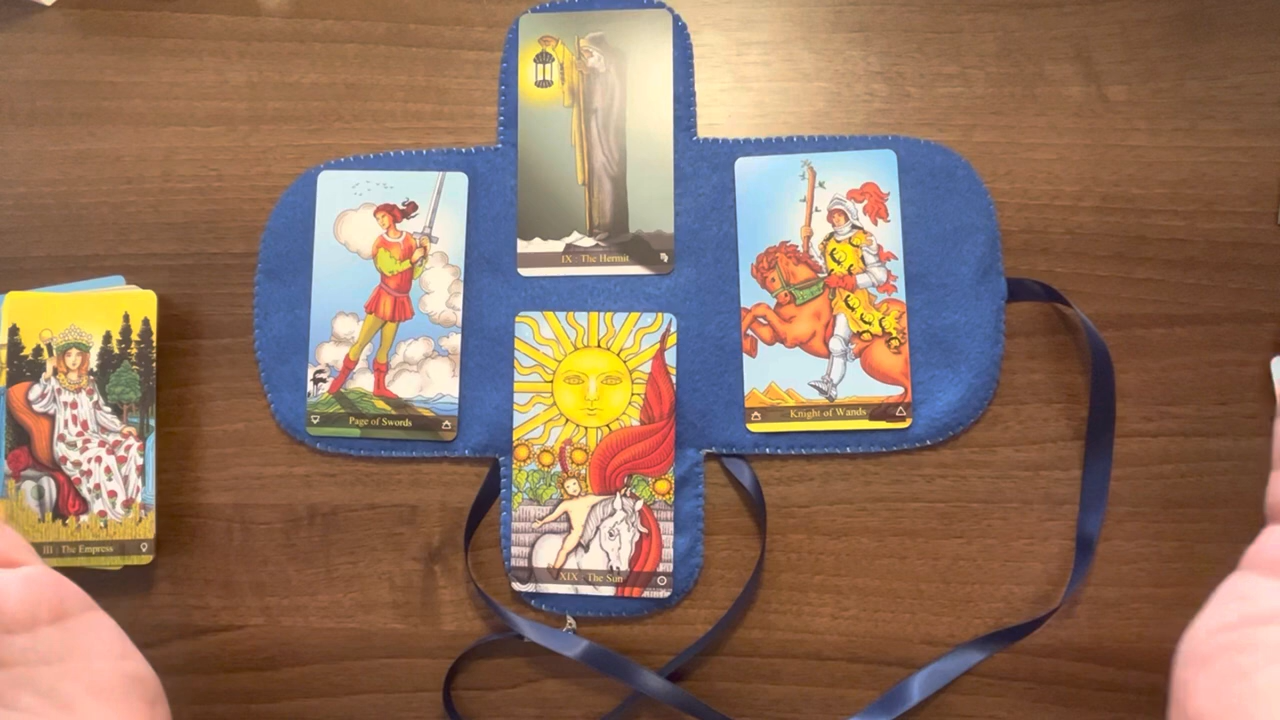 IX : The Hermit
Page of Swords
Knight of Wands
XIX : The Sun
III : The Empress